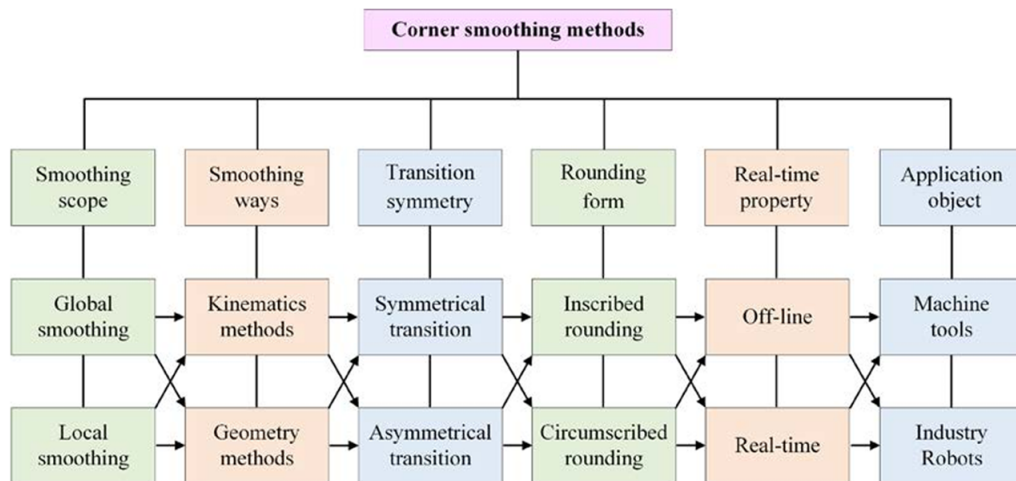 Corner smoothing methods
Smoothing
scope
Smoothing
ways
Transition
symmetry
Rounding
form
Real-time
property
Application
object
Global
smoothing
Kinematics
methods
Symmetrical
transition
Inscribed
rounding
Off-line
Machine
tools
Local
smoothing
Geometry
methods
Asymmetrical
transition
Circumscribed
rounding
Real-time
Industry
Robots